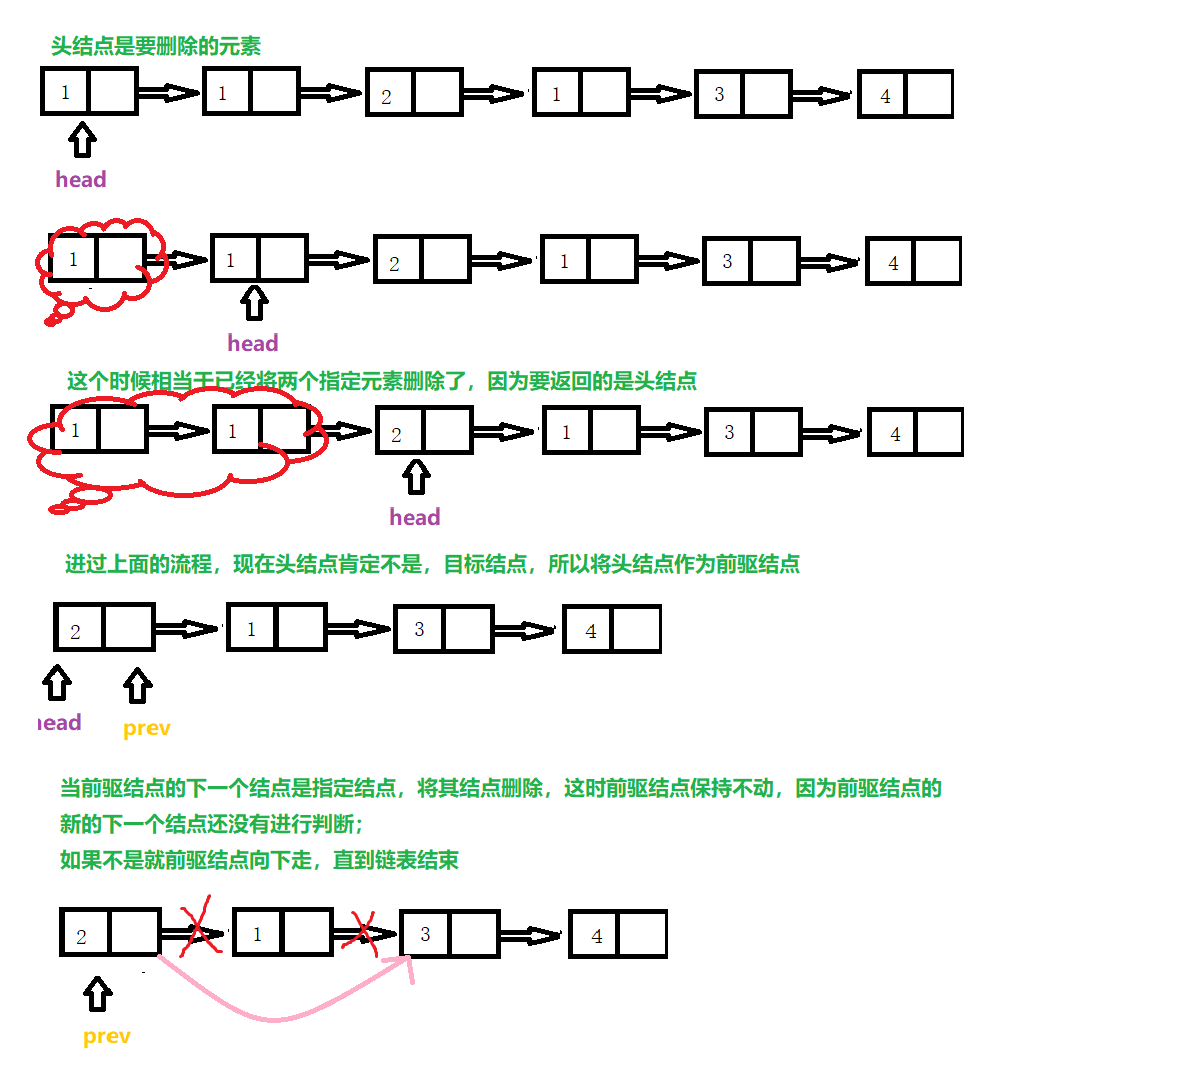 头结点是要删除的元素
1 1 2 1 3 4
head
1 1 2 1 3 4
head
这个时候相当于已经将两个指定元素删除了，因为要返回的是头结点
1 1 2 1 3 4
head
进过上面的流程，现在头结点肯定不是，目标结点，所以将头结点作为前驱结点
2 1 3 4
head prev
当前驱结点的下一个结点是指定结点，将其结点删除，这时前驱结点保持不动，因为前驱结点的
新的下一个结点还没有进行判断；
如果不是就前驱结点向下走，直到链表结束
2 1 3 4
prev